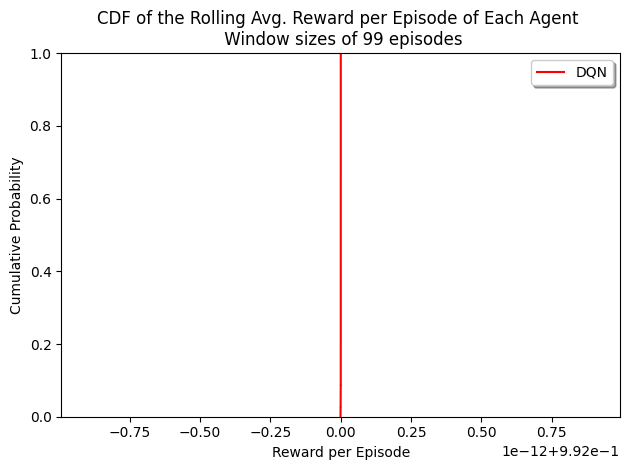 CDF of the Rolling Avg. Reward per Episode of Each Agent
Window sizes of 99 episodes
DQN
1.0
0.8
0.6
0.4
0.2
0.0
Cumulative Probability
−0.75
−0.50
−0.25
0.00
0.25
0.50
0.75
Reward per Episode
1e−12+9.92e−1